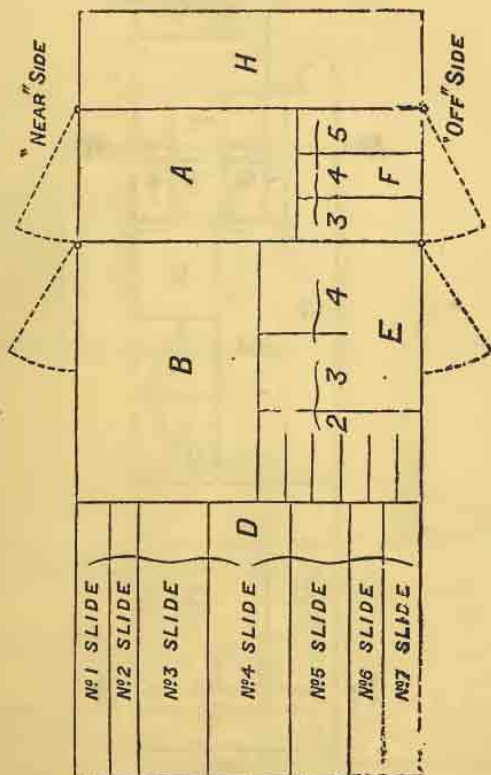 "NEAR" SIDE
H
A
5
4
3
F
"OFF" SIDE
B
4
3
2
E
D
No1 SLIDE
No2 SLIDE
No3 SLIDE
No4 SLIDE
No5 SLIDE
No6 SLIDE
No7 SLIDE